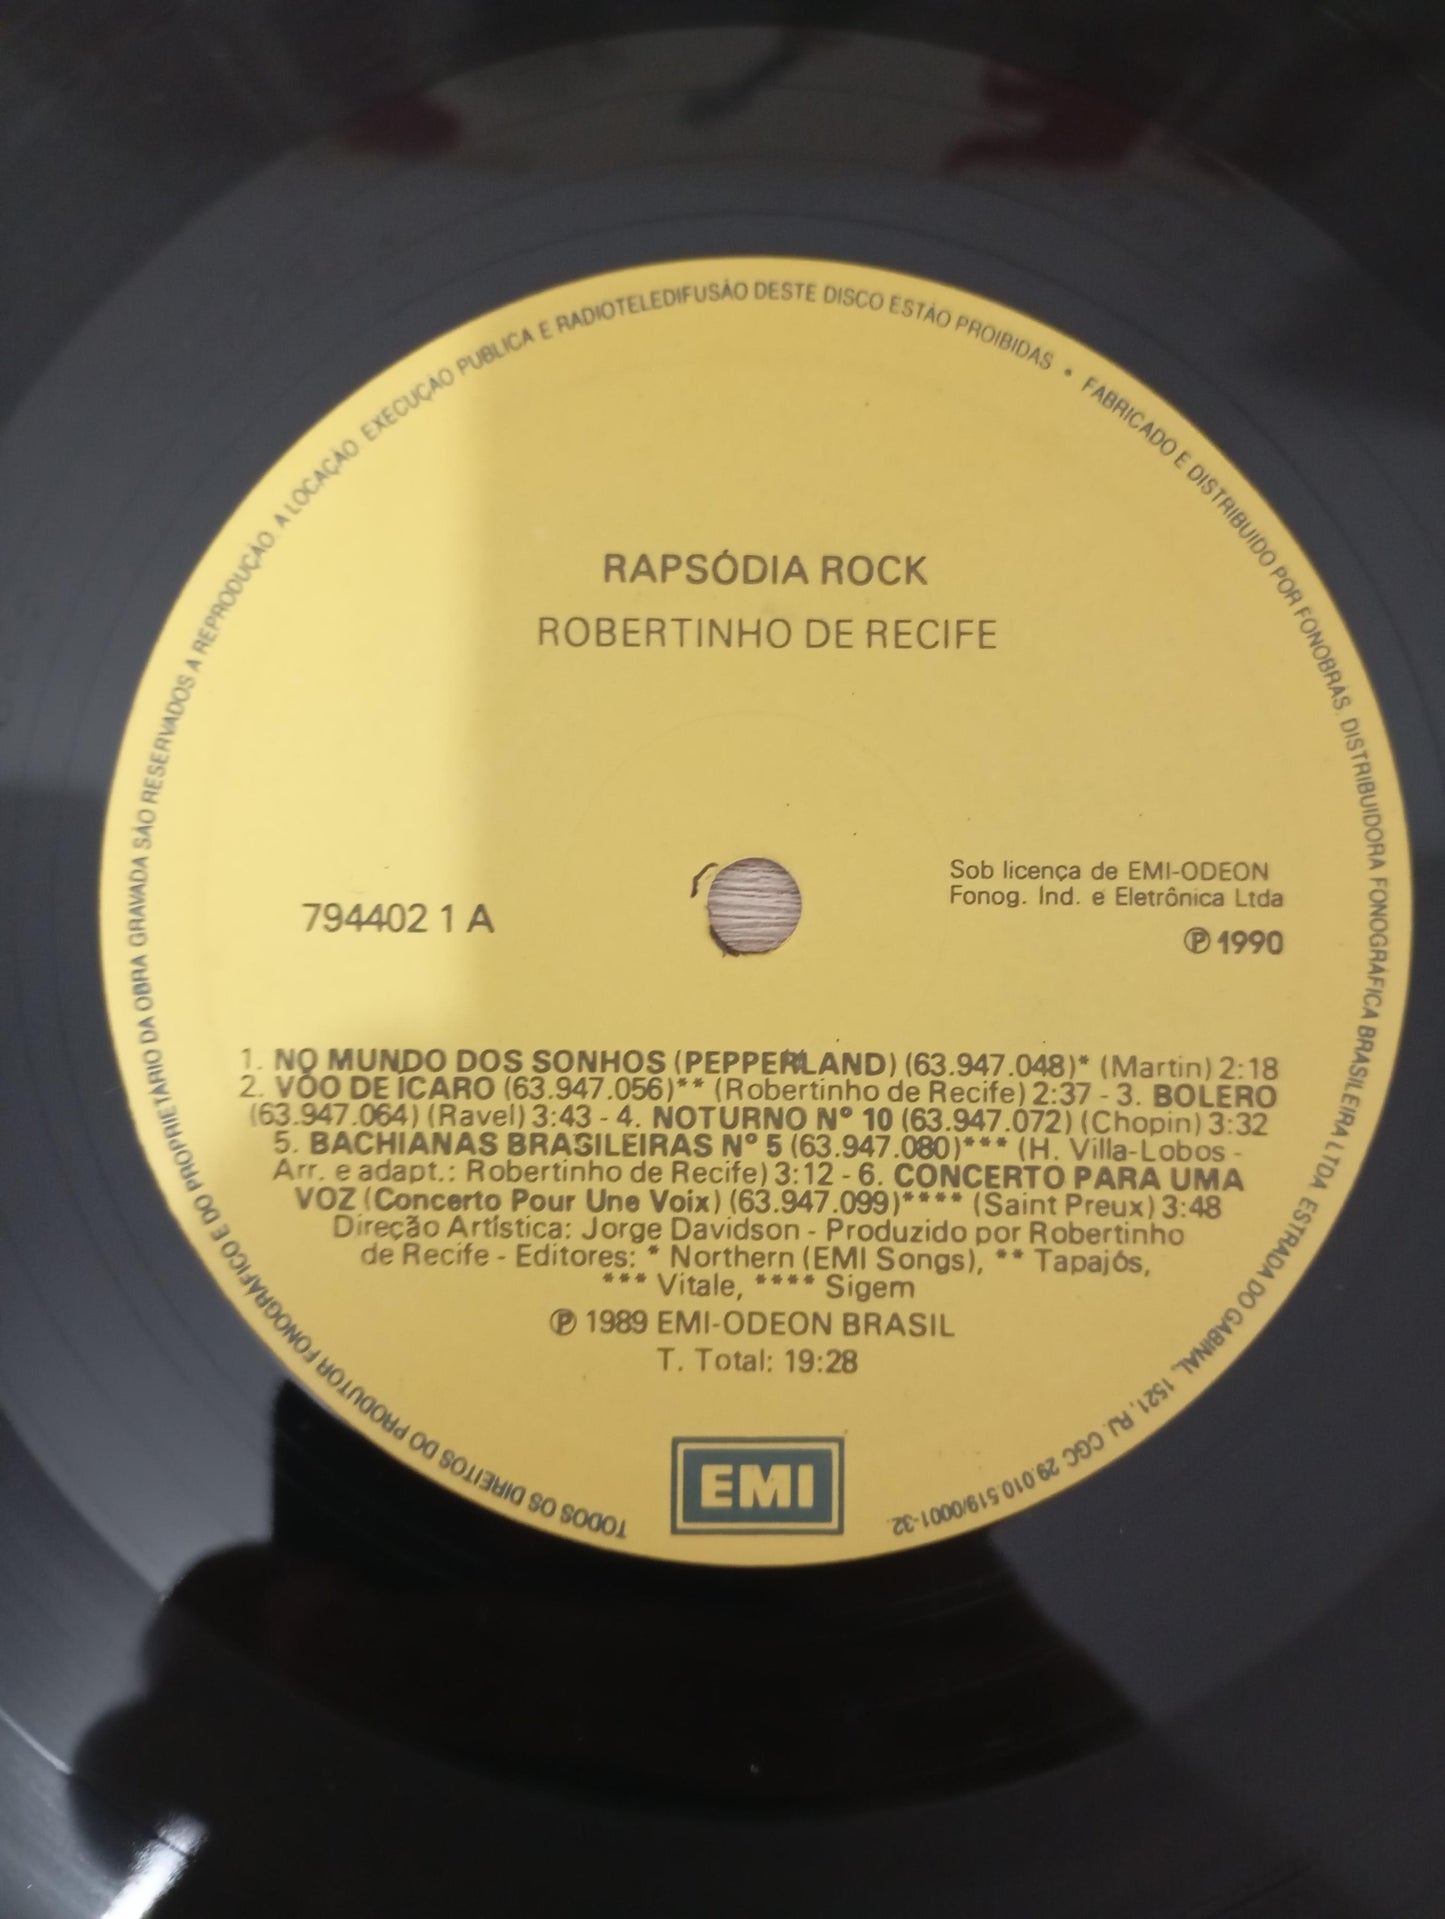 RAPSÓDIA ROCK
ROBERTINHO DE RECIFE
794402 1 A
Sob licença de EMI-ODEON
Fonog. Ind. e Eletrônica Ltda
Ⓟ 1990
1. NO MUNDO DOS SONHOS (PEPPERLAND) (63.947.048)* (Martin) 2:18
2. VÔO DE ÍCARO (63.947.056)** (Robertinho de Recife) 2:37 - 3. BOLERO
(63.947.064) (Ravel) 3:43 - 4. NOTURNO Nº 10 (63.947.072) (Chopin) 3:32
5. BACHIANAS BRASILEIRAS Nº 5 (63.947.080)*** (H. Villa-Lobos -
Arr. e adapt.: Robertinho de Recife) 3:12 - 6. CONCERTO PARA UMA
VOZ (Concerto Pour Une Voix) (63.947.099)**** (Saint Preux) 3:48
Direção Artística: Jorge Davidson - Produzido por Robertinho
de Recife - Editores: * Northern (EMI Songs), ** Tapajós,
*** Vitale, **** Sigem
Ⓟ 1989 EMI-ODEON BRASIL
T. Total: 19:28
EMI
TODOS OS DIREITOS DO PRODUTOR FONOGRÁFICO E DO PROPRIETÁRIO DA OBRA GRAVADA SÃO RESERVADOS A REPRODUÇÃO. A LOCAÇÃO. EXECUÇÃO PUBLICA E RADIOTELEDIFUSÃO DESTE DISCO ESTÃO PROIBIDAS • FABRICADO E DISTRIBUIDO POR FONOBRÁS. DISTRIBUIDORA FONOGRÁFICA BRASILEIRA LTDA ESTRADA DO GABINAL, 1521, RJ. CGC 29.010.519/0001-32.